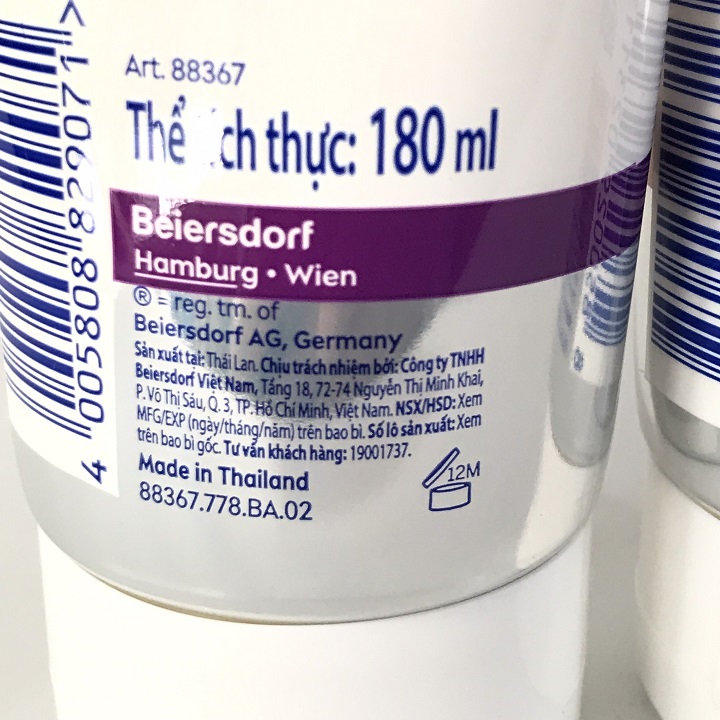 Art. 88367
Thể ch thực: 180 ml
Beiersdorf
Hamburg • Wien
® = reg. tm. of
Beiersdorf AG, Germany
Sản xuất tại: Thái Lan. Chịu trách nhiệm bởi: Công ty TNHH
Beiersdorf Việt Nam, Tầng 18, 72-74 Nguyễn Thị Minh Khai,
P. Võ Thị Sáu, Q. 3, TP. Hồ Chí Minh, Việt Nam. NSX/HSD: Xem
MFG/EXP (ngày/tháng/năm) trên bao bì. Số lô sản xuất: Xem
trên bao bì gốc. Tư vấn khách hàng: 19001737.
Made in Thailand
88367.778.BA.02
12M
4 005808 829071 >